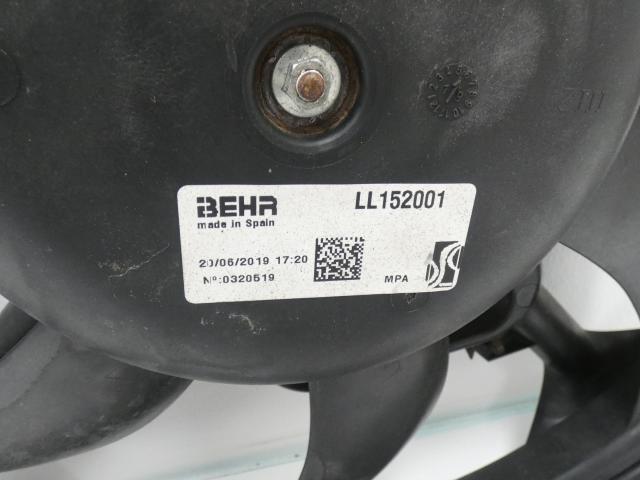 BEHR
LL152001
made in Spain
20/06/2019 17:20
Nº:0320519
MPA